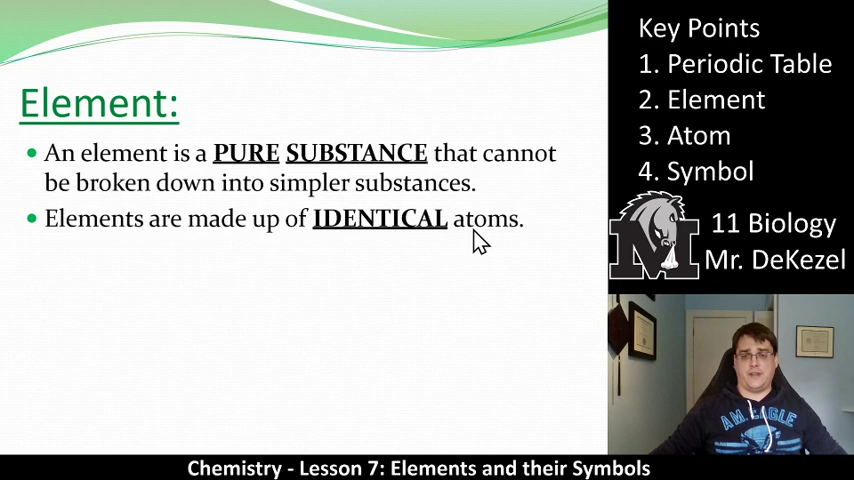 Element:
An element is a PURE SUBSTANCE that cannot
be broken down into simpler substances.
Elements are made up of IDENTICAL atoms.
Key Points
1. Periodic Table
2. Element
3. Atom
4. Symbol
M
11 Biology
Mr. DeKezel
AM. EAGLE
Chemistry - Lesson 7: Elements and their Symbols